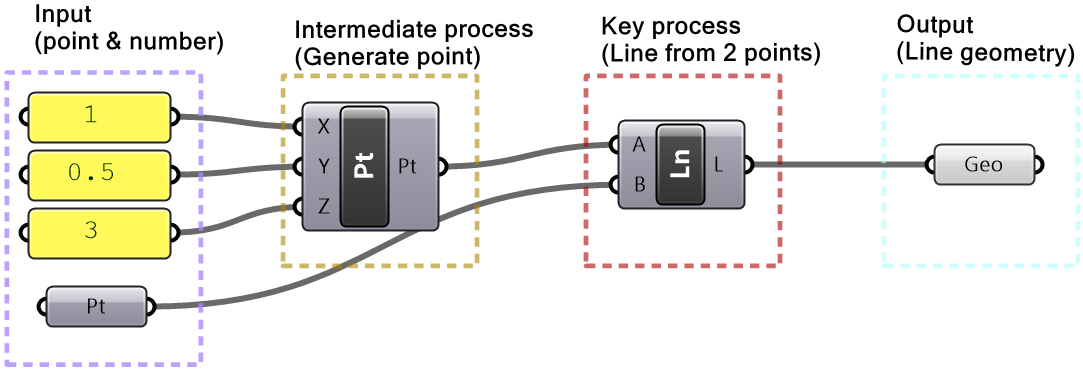 Input
(point & number)
Intermediate process
(Generate point)
Key process
(Line from 2 points)
Output
(Line geometry)
1
0.5
3
Pt
X
Y
Z
Pt
Pt
A
B
Ln
L
Geo